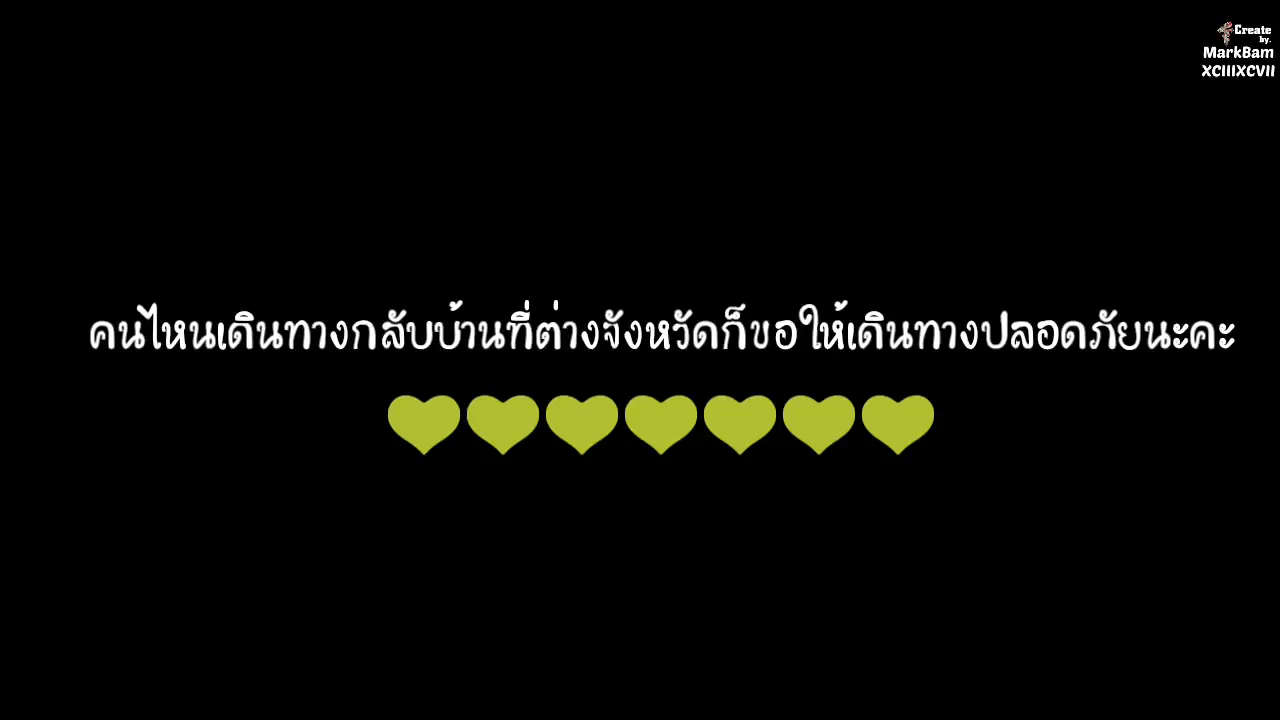 Create
by.
MarkBam
XCIIIXCVII
คนไหนเดินทางกลับบ้านที่ต่างจังหวัดก็ขอให้เดินทางปลอดภัยนะคะ